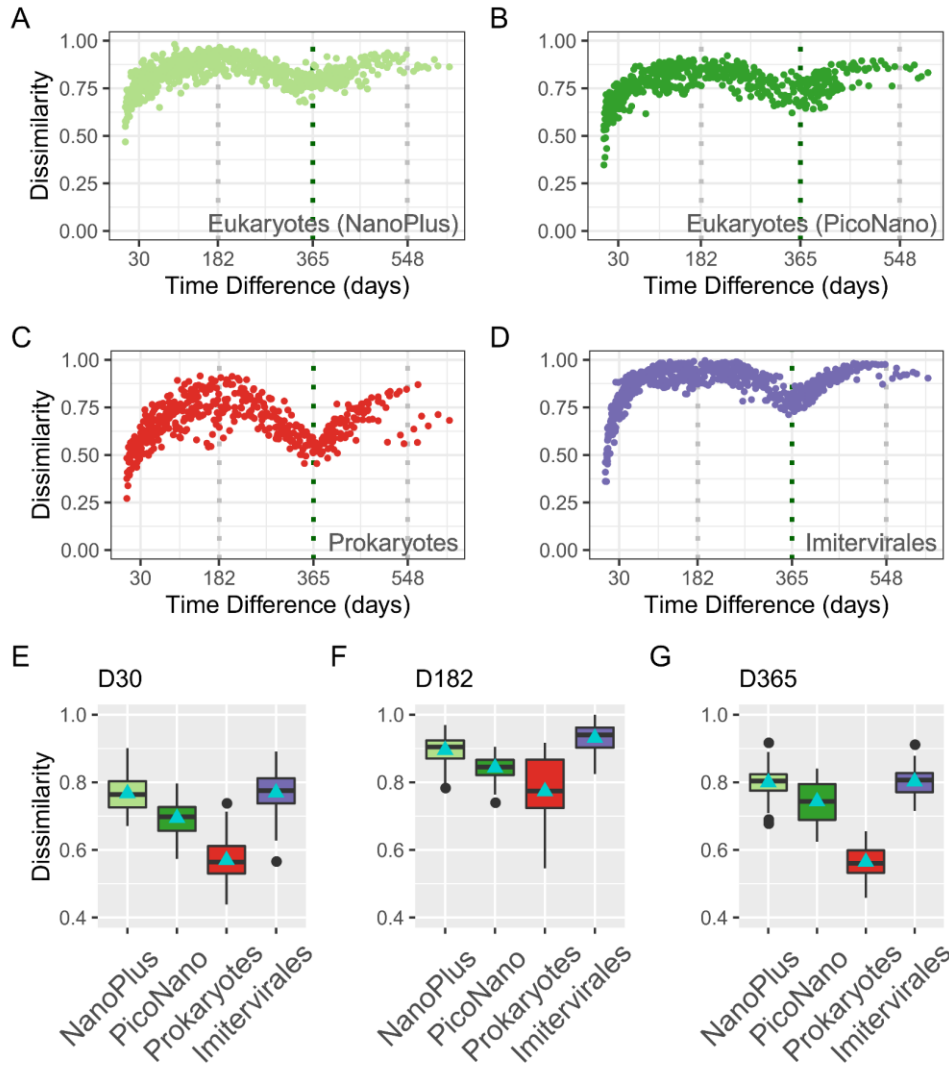 A
B
Dissimilarity
1.00
0.75
0.50
0.25
0.00
Eukaryotes (NanoPlus)
30 182 365 548
Time Difference (days)
1.00
0.75
0.50
0.25
0.00
Eukaryotes (PicoNano)
30 182 365 548
Time Difference (days)
C
D
Dissimilarity
1.00
0.75
0.50
0.25
0.00
Prokaryotes
30 182 365 548
Time Difference (days)
1.00
0.75
0.50
0.25
0.00
Imitervirales
30 182 365 548
Time Difference (days)
E
F
G
D30
D182
D365
Dissimilarity
1.0
0.8
0.6
0.4
NanoPlus
PicoNano
Prokaryotes
Imitervirales
1.0
0.8
0.6
0.4
NanoPlus
PicoNano
Prokaryotes
Imitervirales
1.0
0.8
0.6
0.4
NanoPlus
PicoNano
Prokaryotes
Imitervirales